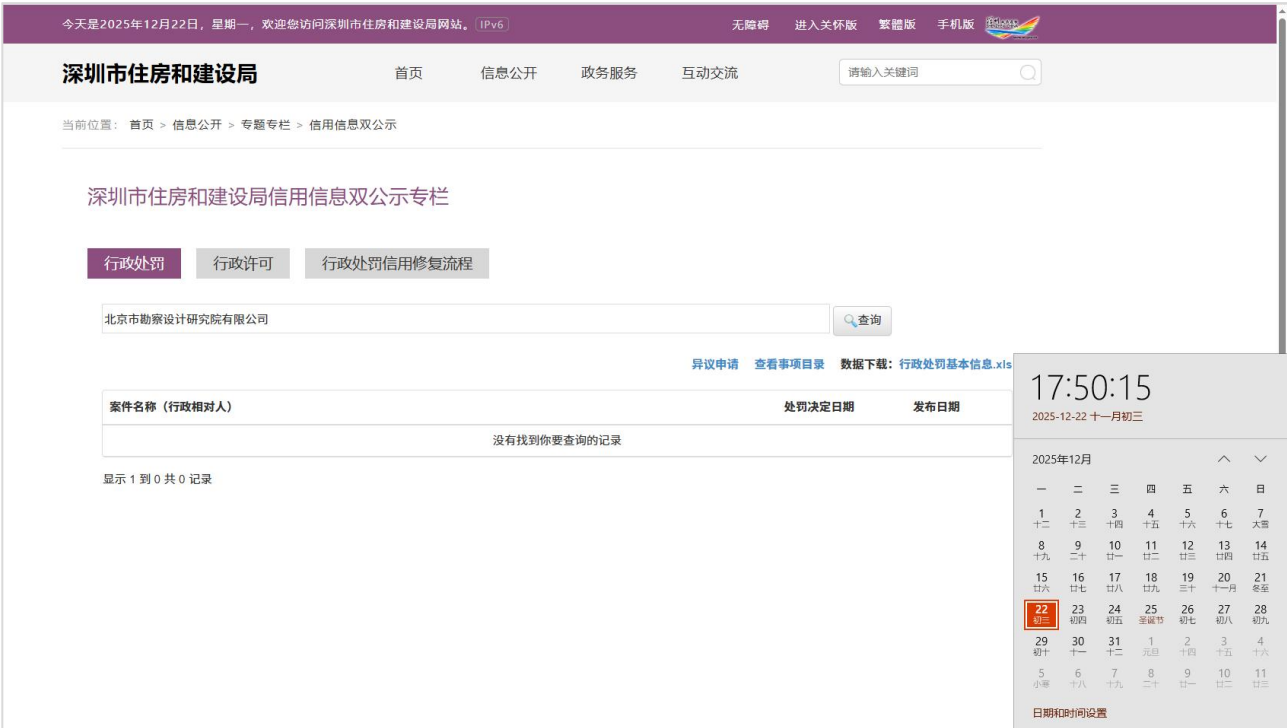 今天是2025年12月22日，星期一，欢迎您访问深圳市住房和建设局网站。 IPv6 无障碍 进入关怀版 繁體版 手机版
深圳市住房和建设局 首页 信息公开 政务服务 互动交流 请输入关键词
当前位置： 首页 > 信息公开 > 专题专栏 > 信用信息双公示
深圳市住房和建设局信用信息双公示专栏
行政处罚 行政许可 行政处罚信用修复流程
北京市勘察设计研究院有限公司 查询
异议申请 查看事项目录 数据下载：行政处罚基本信息.xls
案件名称（行政相对人） 处罚决定日期 发布日期
没有找到你要查询的记录
显示 1 到 0 共 0 记录
17:50:15
2025-12-22 十一月初三
2025年12月
一 二 三 四 五 六 日
1 2 3 4 5 6 7
十二 十三 十四 十五 十六 十七 大雪
8 9 10 11 12 13 14
十九 二十 廿一 廿二 廿三 廿四 廿五
15 16 17 18 19 20 21
廿六 廿七 廿八 廿九 三十 十一月 冬至
22 23 24 25 26 27 28
初三 初四 初五 圣诞节 初七 初八 初九
29 30 31 1 2 3 4
初十 十一 十二 元旦 十四 十五 十六
5 6 7 8 9 10 11
小寒 十八 十九 二十 廿一 廿二 廿三
日期和时间设置